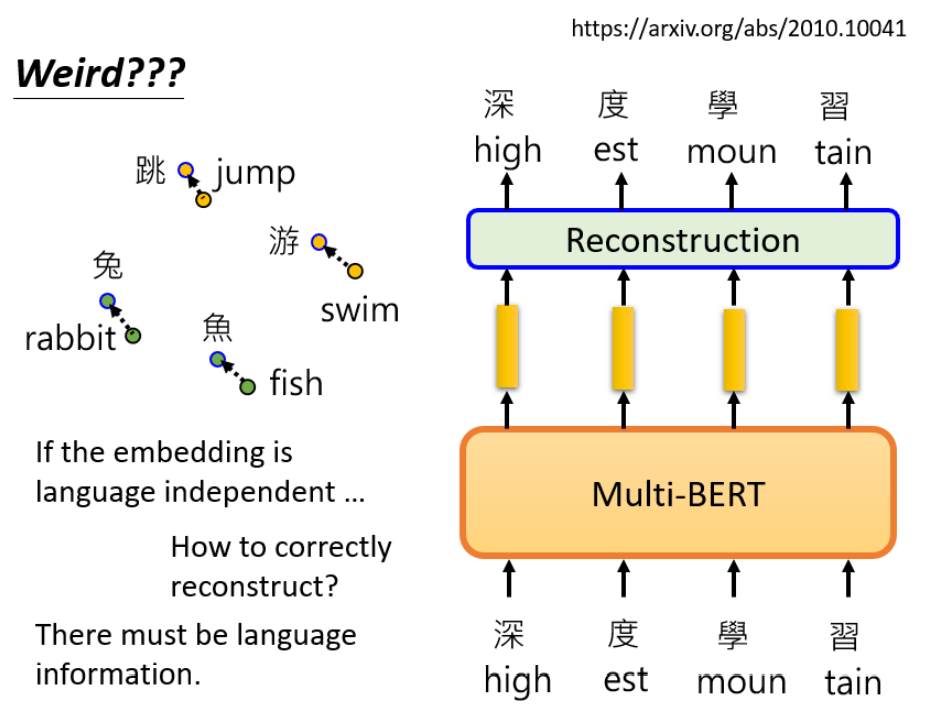 https://arxiv.org/abs/2010.10041
Weird???
跳 jump
游
swim
兔
rabbit
魚
fish
If the embedding is
language independent …
How to correctly
reconstruct?
There must be language
information.
深 度 學 習
high est moun tain
Reconstruction
Multi-BERT
深 度 學 習
high est moun tain